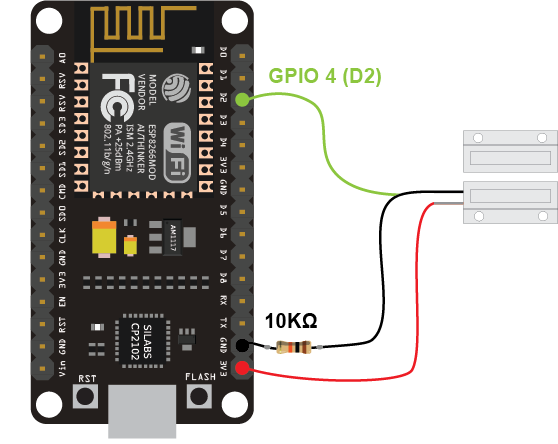 GPIO 4 (D2)
10KΩ
A0
RSV
RSV
SD3
SD2
SD1
CMD
SD0
CLK
GND
3V3
EN
RST
GND
Vin
D0
D1
D2
D3
D4
3V3
GND
D5
D6
D7
D8
RX
TX
GND
3V3
MODEL
VENDOR
ESP8266MOD
AI/THINKER
ISM 2.4GHz
PA +25dBm
802.11b/g/n
FC
Wi Fi
AM1117
SILABS
CP2102
RST
FLASH